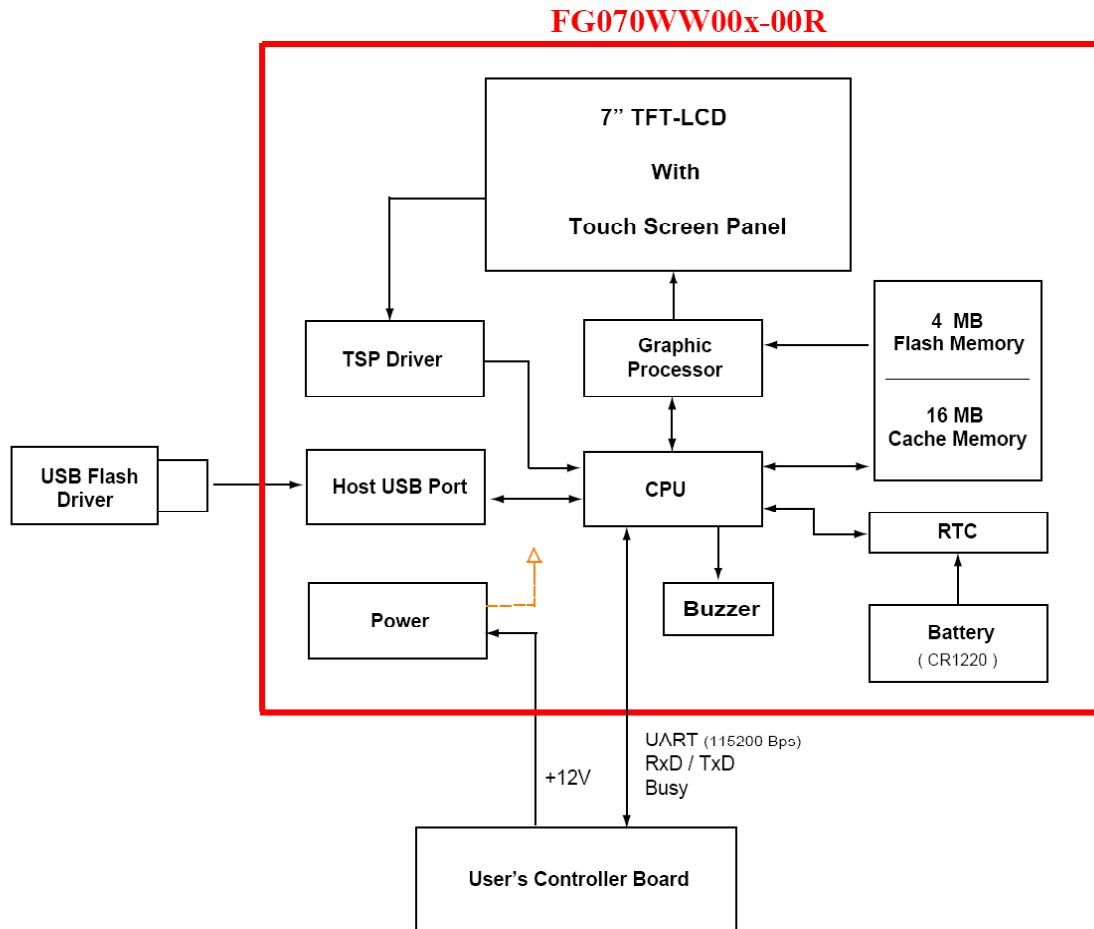 FG070WW00x-00R
7” TFT-LCD
With
Touch Screen Panel
4 MB
Flash Memory
16 MB
Cache Memory
TSP Driver
Graphic
Processor
USB Flash
Driver
Host USB Port
CPU
RTC
Power
Buzzer
Battery
( CR1220 )
+12V
UART (115200 Bps)
RxD / TxD
Busy
User’s Controller Board